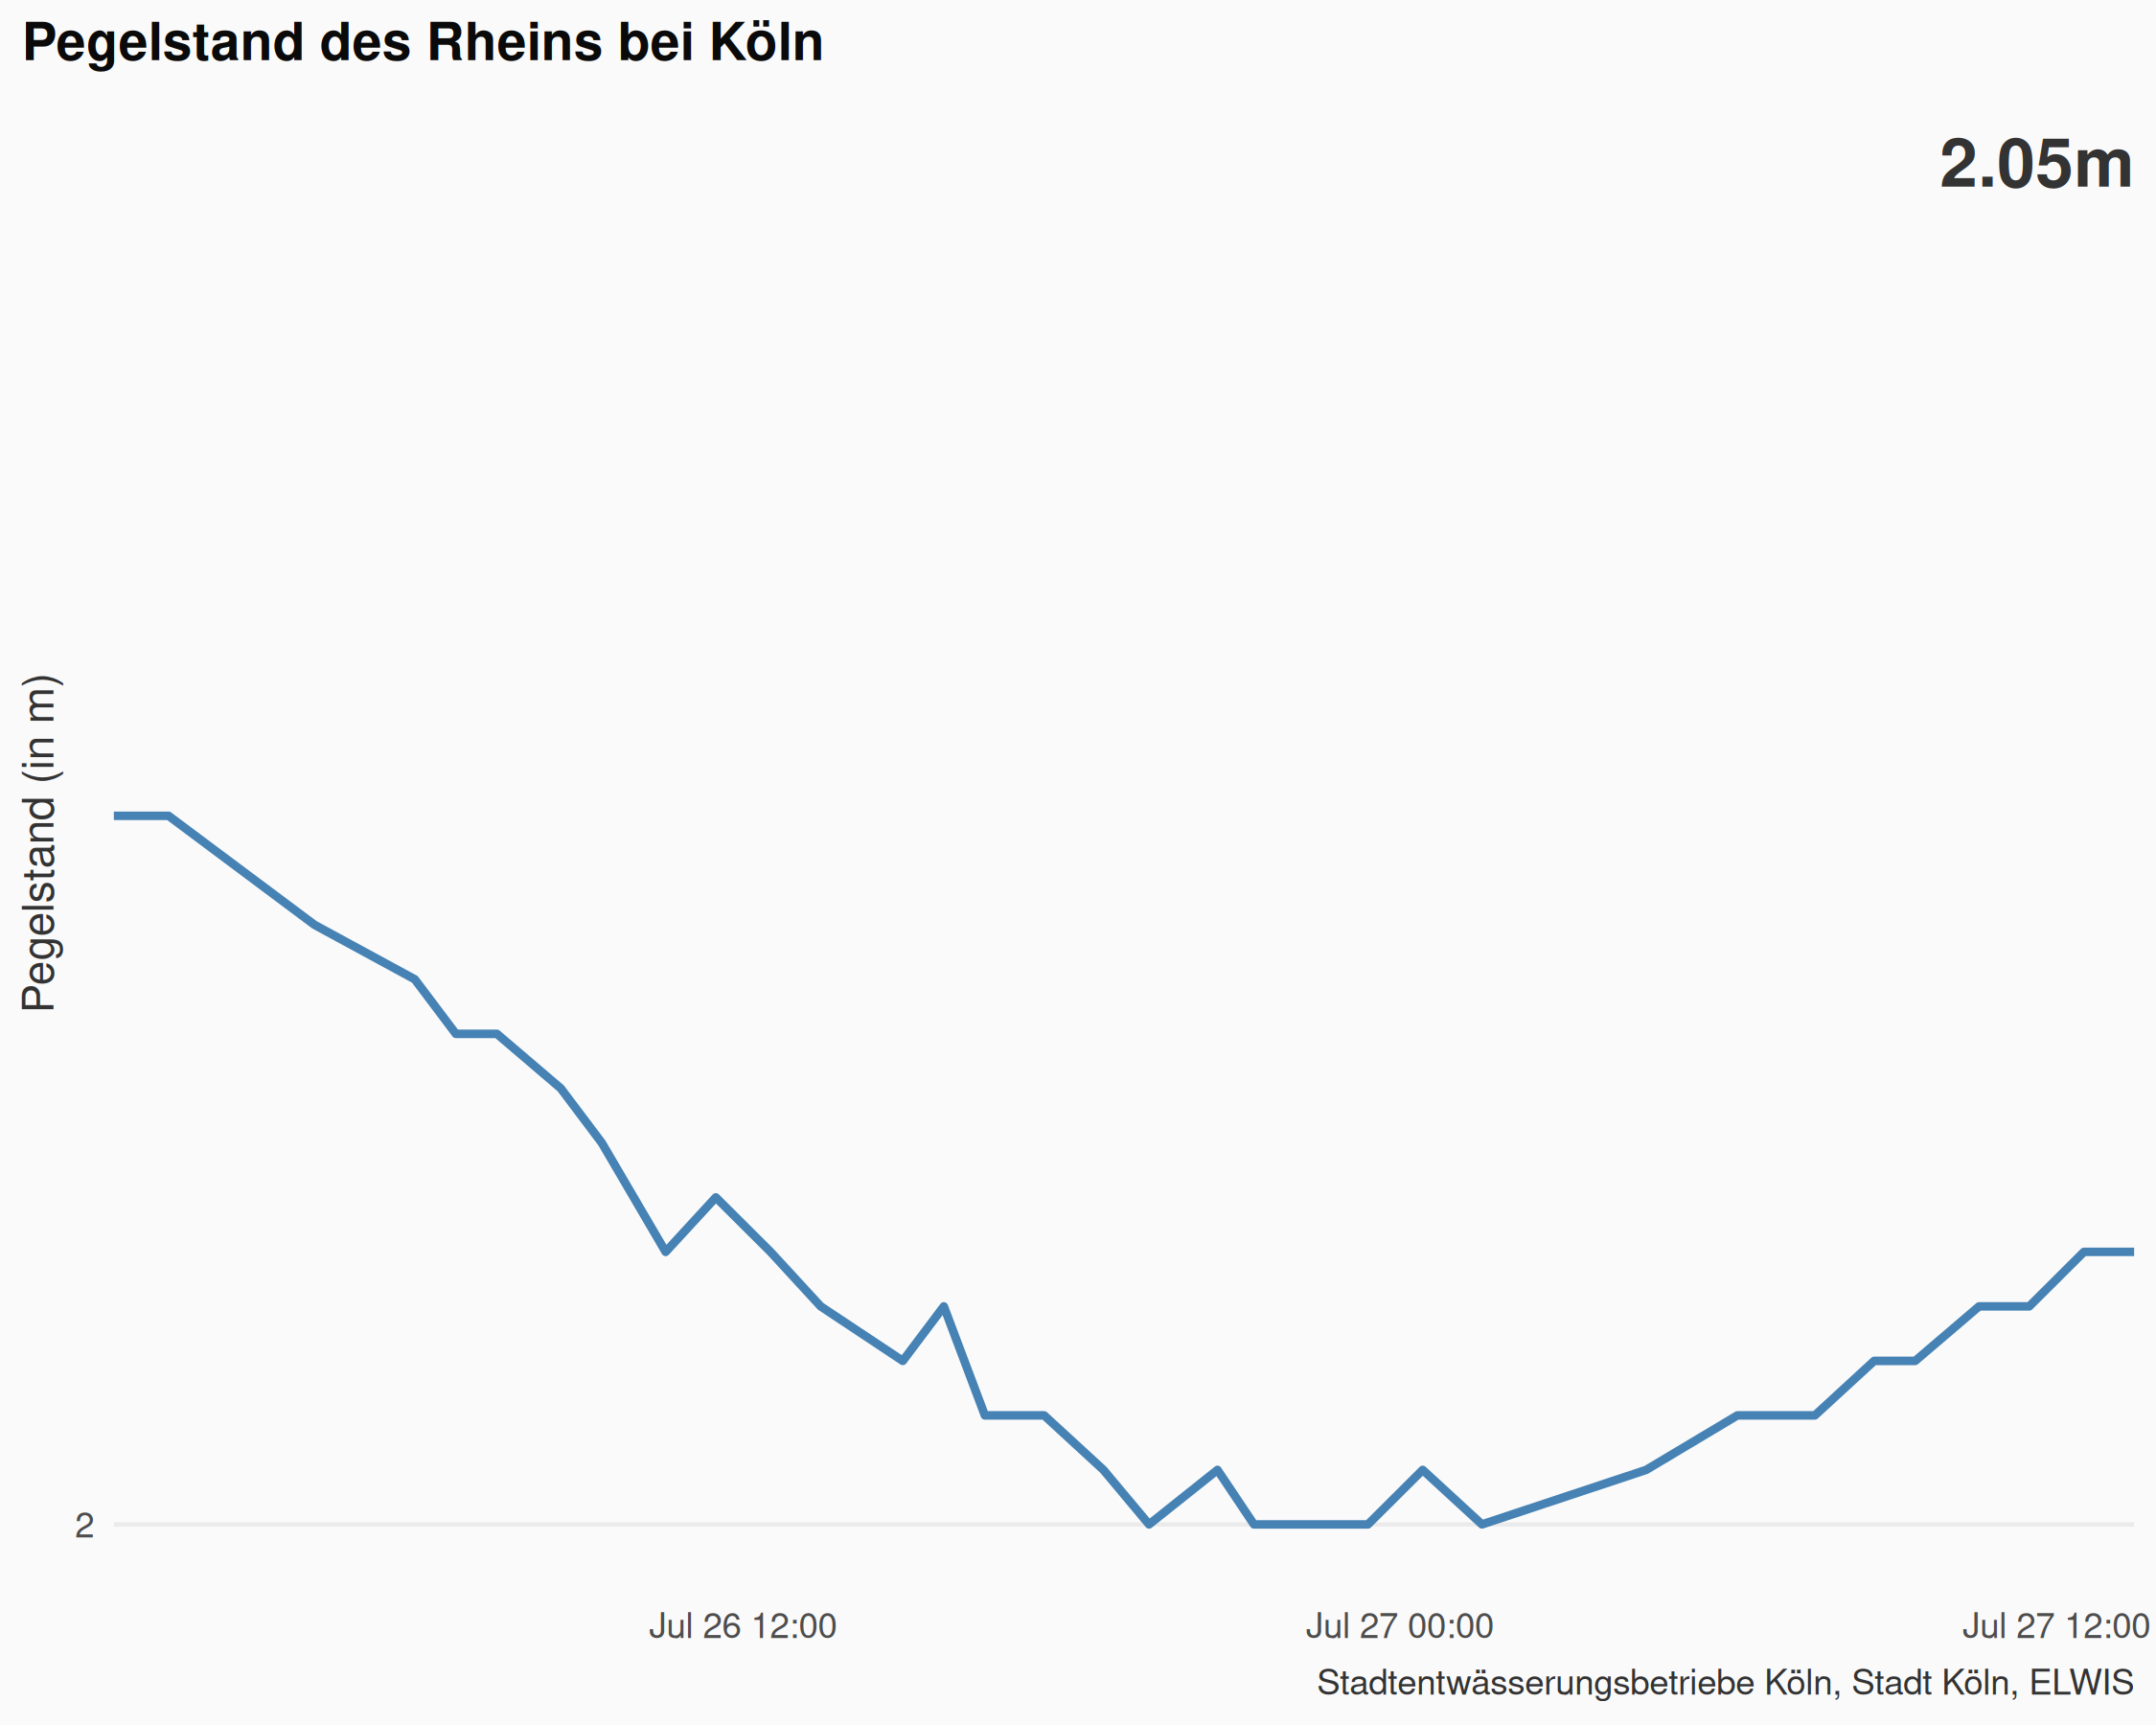 Pegelstand des Rheins bei Köln
2.05m
Pegelstand (in m)
2
Jul 26 12:00
Jul 27 00:00
Jul 27 12:00
Stadtentwässerungsbetriebe Köln, Stadt Köln, ELWIS